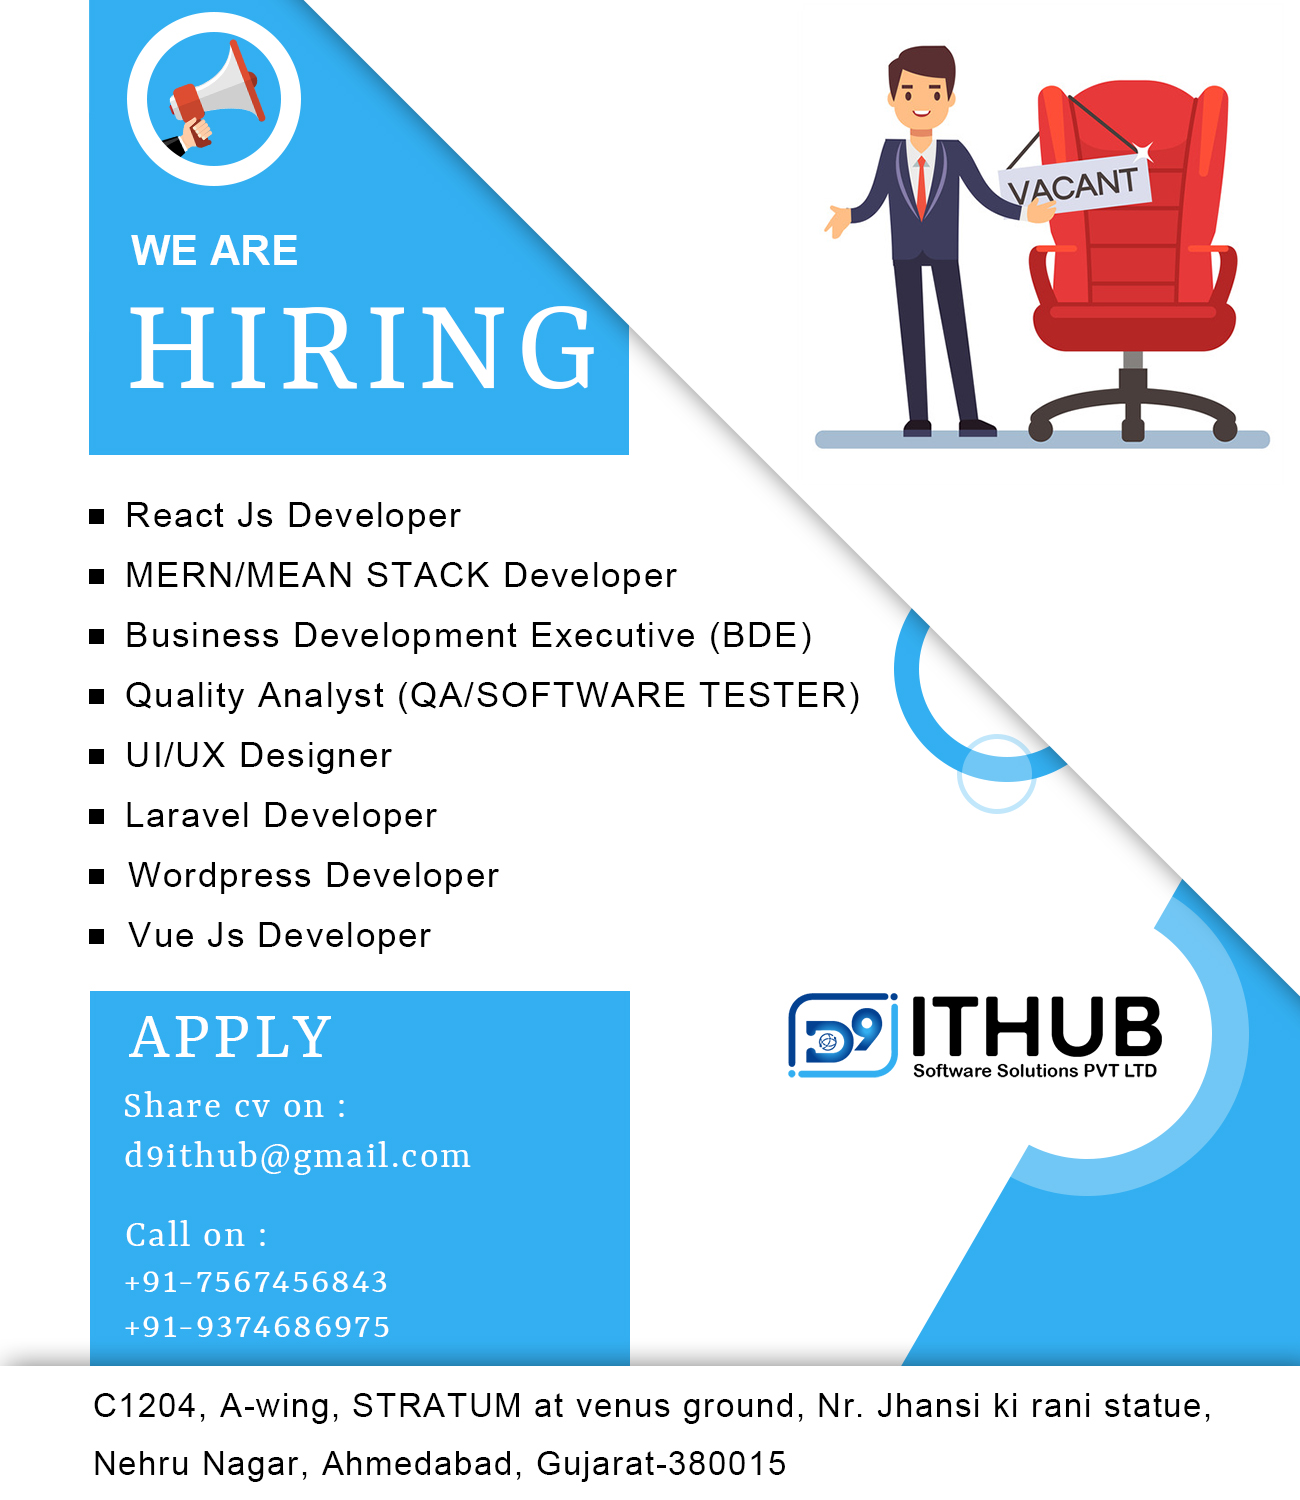 WE ARE
HIRING
VACANT
React Js Developer
MERN/MEAN STACK Developer
Business Development Executive (BDE)
Quality Analyst (QA/SOFTWARE TESTER)
UI/UX Designer
Laravel Developer
Wordpress Developer
Vue Js Developer
APPLY
Share cv on :
d9ithub@gmail.com
Call on :
+91-7567456843
+91-9374686975
D9 ITHUB
Software Solutions PVT LTD
C1204, A-wing, STRATUM at venus ground, Nr. Jhansi ki rani statue,
Nehru Nagar, Ahmedabad, Gujarat-380015